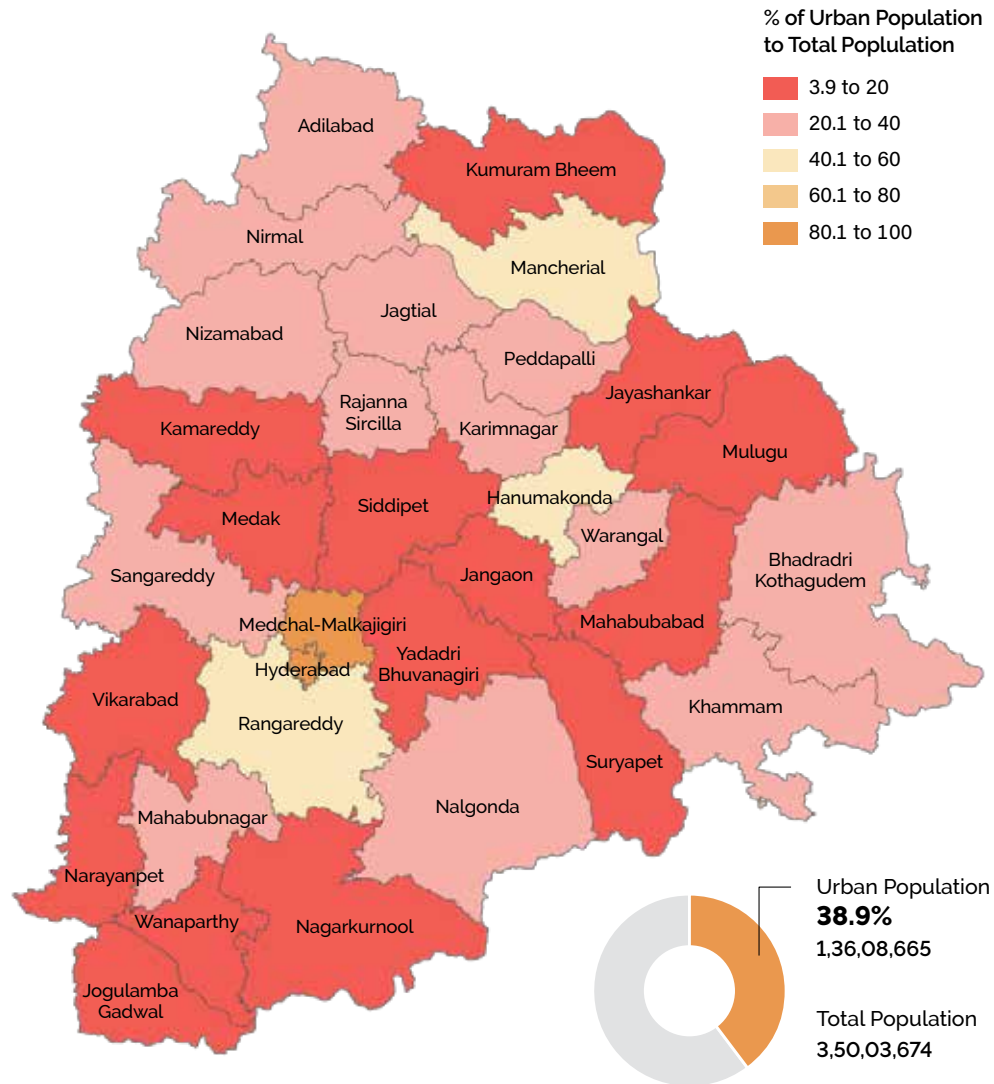 % of Urban Population
to Total Poplulation
3.9 to 20
20.1 to 40
40.1 to 60
60.1 to 80
80.1 to 100
Adilabad
Kumuram Bheem
Nirmal
Mancherial
Jagtial
Nizamabad
Peddapalli
Jayashankar
Rajanna
Sircilla
Kamareddy
Karimnagar
Mulugu
Hanumakonda
Siddipet
Medak
Warangal
Bhadradri
Kothagudem
Sangareddy
Jangaon
Mahabubabad
Medchal-Malkajigiri
Yadadri
Bhuvanagiri
Hyderabad
Vikarabad
Khammam
Rangareddy
Suryapet
Nalgonda
Mahabubnagar
Narayanpet
Wanaparthy
Nagarkurnool
Jogulamba
Gadwal
Urban Population
38.9%
1,36,08,665
Total Population
3,50,03,674